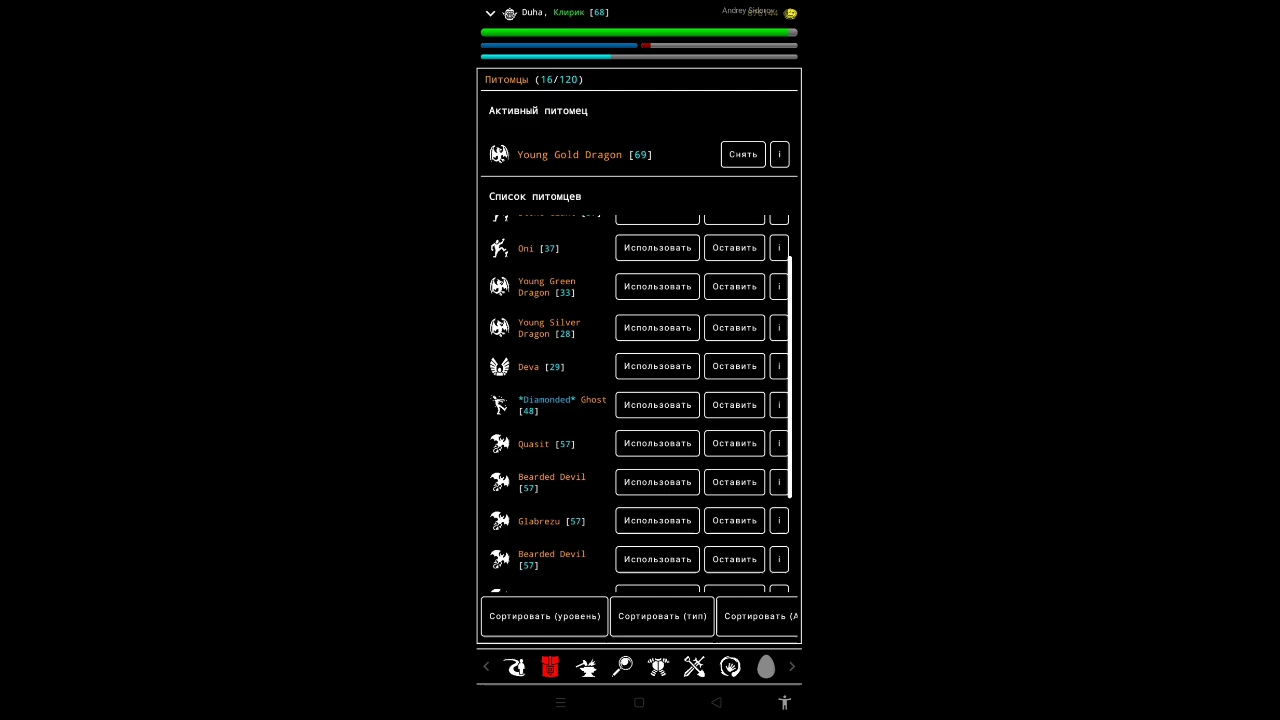 Duha, Клирик [68]
Andrey Sidorov
Питомцы (16/120)
Активный питомец
Young Gold Dragon [69]
Снять
i
Список питомцев
Oni [37]
Использовать
Оставить
i
Young Green
Dragon [33]
Использовать
Оставить
i
Young Silver
Dragon [28]
Использовать
Оставить
i
Deva [29]
Использовать
Оставить
i
*Diamonded* Ghost
[48]
Использовать
Оставить
i
Quasit [57]
Использовать
Оставить
i
Bearded Devil
[57]
Использовать
Оставить
i
Glabrezu [57]
Использовать
Оставить
i
Bearded Devil
[57]
Использовать
Оставить
i
Сортировать (уровень)
Сортировать (тип)
Сортировать (А